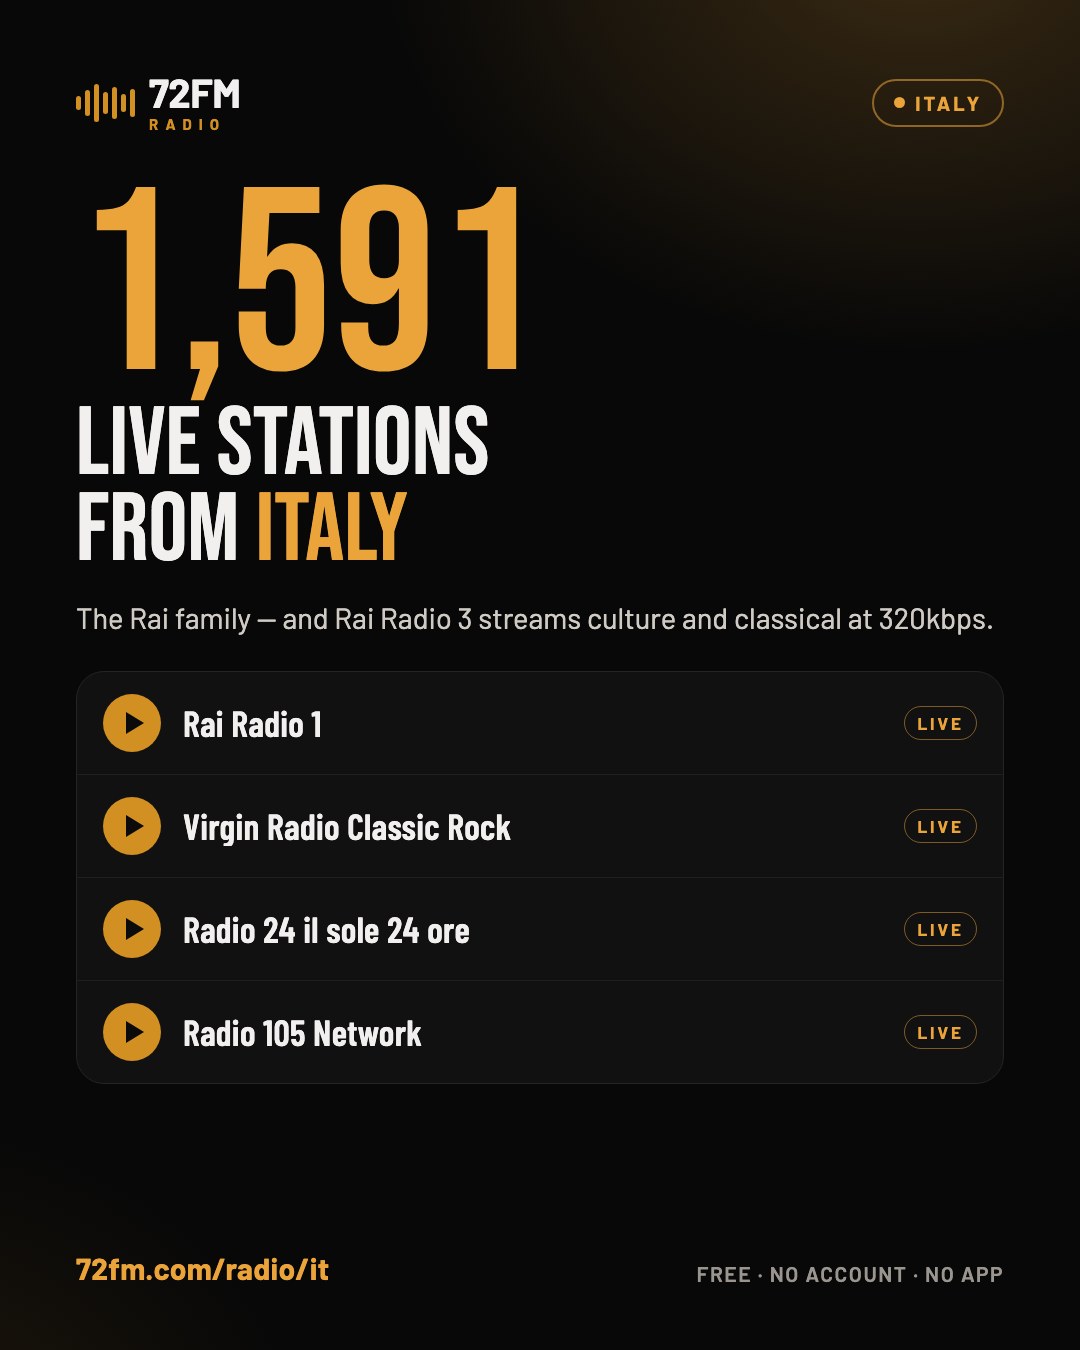 72FM
RADIO
ITALY
1,591
LIVE STATIONS
FROM ITALY
The Rai family — and Rai Radio 3 streams culture and classical at 320kbps.
Rai Radio 1
LIVE
Virgin Radio Classic Rock
LIVE
Radio 24 il sole 24 ore
LIVE
Radio 105 Network
LIVE
72fm.com/radio/it
FREE · NO ACCOUNT · NO APP